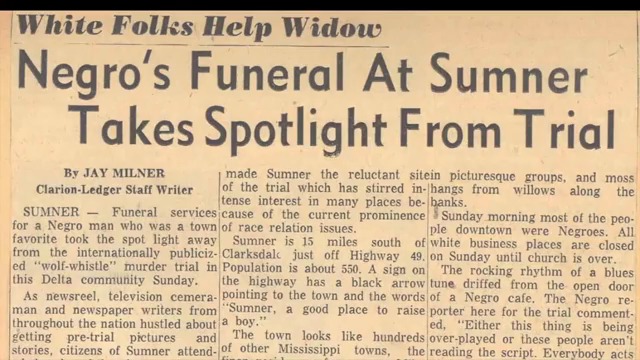 White Folks Help Widow
Negro's Funeral At Sumner
Takes Spotlight From Trial
By JAY MILNER
Clarion-Ledger Staff Writer
SUMNER — Funeral services
for a Negro man who was a town
favorite took the spot light away
from the internationally publiciz-
ed "wolf-whistle" murder trial in
this Delta community Sunday.
As newsreel, television camera-
man and newspaper writers from
throughout the nation hustled about
getting pre-trial pictures and
stories, citizens of Sumner attend-
made Sumner the reluctant site
of the trial which has stirred in-
tense interest in many places be-
cause of the current prominence
of race relation issues.
Sumner is 15 miles south of
Clarksdale just off Highway 49.
Population is about 550. A sign on
the highway has a black arrow
pointing to the town and the words
"Sumner, a good place to raise
a boy."
The town looks like hundreds
of other Mississippi towns, the
in picturesque groups, and moss
hangs from willows along the
banks.
Sunday morning most of the peo-
ple downtown were Negroes. All
white business places are closed
on Sunday until church is over.
The rocking rhythm of a blues
tune driffed from the open door
of a Negro cafe. The Negro re-
porter here for the trial comment-
ed, "Either this thing is being
over-played or these people aren't
reading the script. Everybody act